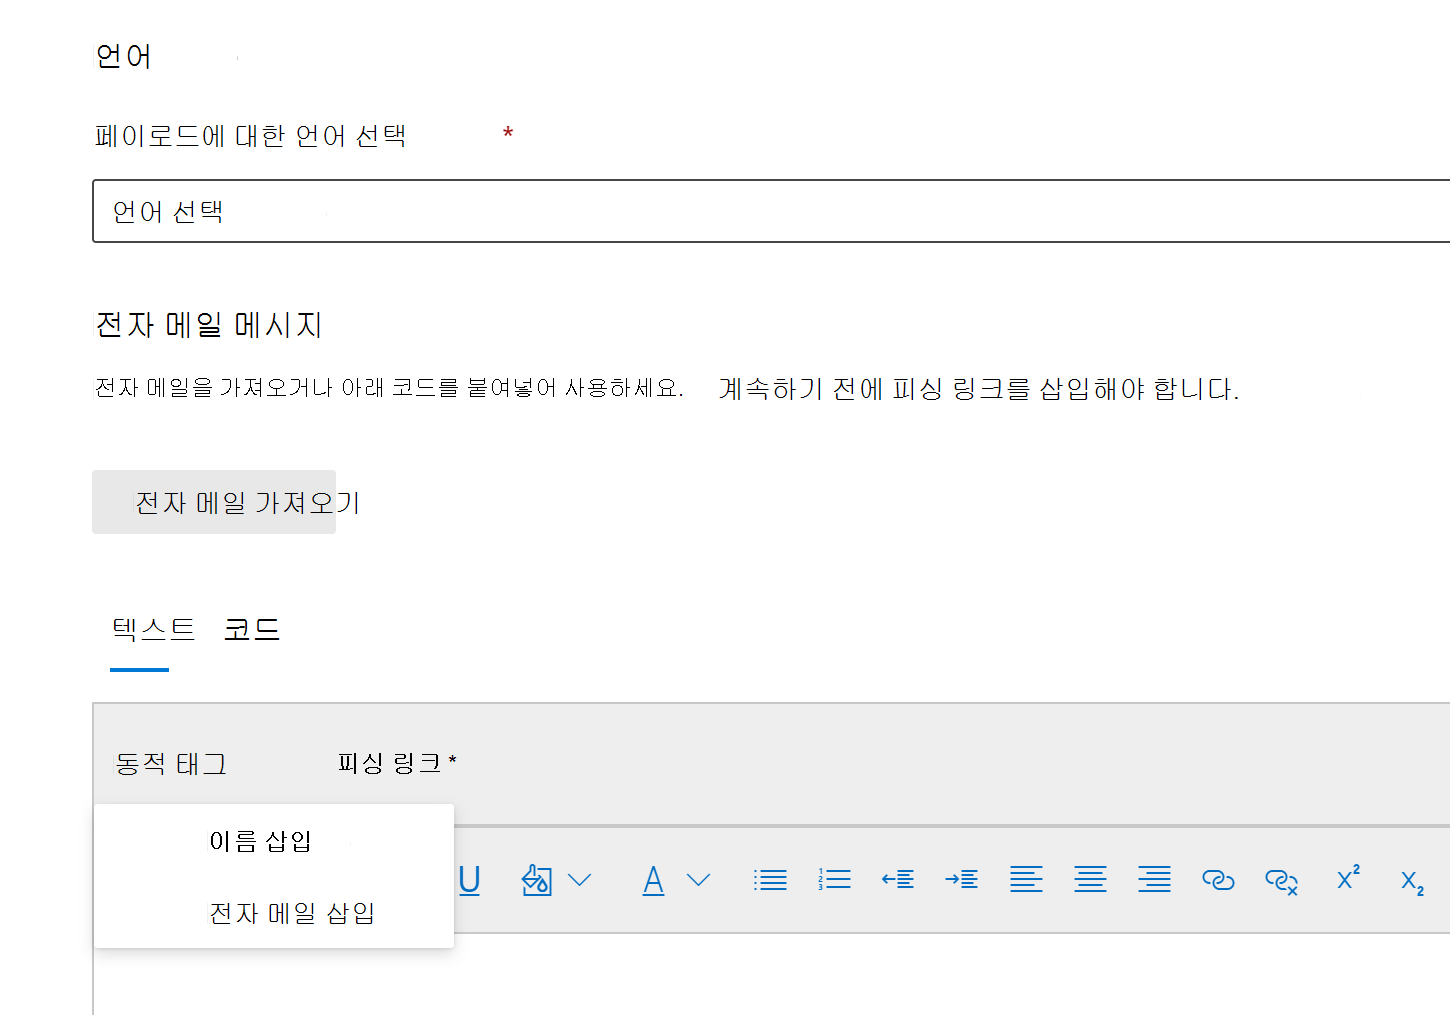 언어
페이로드에 대한 언어 선택 *
언어 선택
전자 메일 메시지
전자 메일을 가져오거나 아래 코드를 붙여넣어 사용하세요. 계속하기 전에 피싱 링크를 삽입해야 합니다.
전자 메일 가져오기
텍스트 코드
동적 태그 피싱 링크 *
이름 삽입
전자 메일 삽입